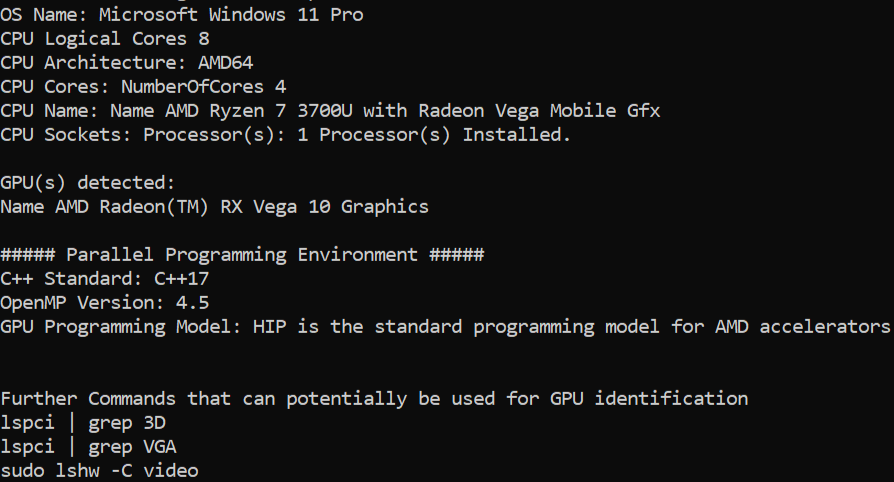 OS Name: Microsoft Windows 11 Pro
CPU Logical Cores 8
CPU Architecture: AMD64
CPU Cores: NumberOfCores 4
CPU Name: Name AMD Ryzen 7 3700U with Radeon Vega Mobile Gfx
CPU Sockets: Processor(s): 1 Processor(s) Installed.
GPU(s) detected:
Name AMD Radeon(TM) RX Vega 10 Graphics
##### Parallel Programming Environment #####
C++ Standard: C++17
OpenMP Version: 4.5
GPU Programming Model: HIP is the standard programming model for AMD accelerators
Further Commands that can potentially be used for GPU identification
lspci | grep 3D
lspci | grep VGA
sudo lshw -C video